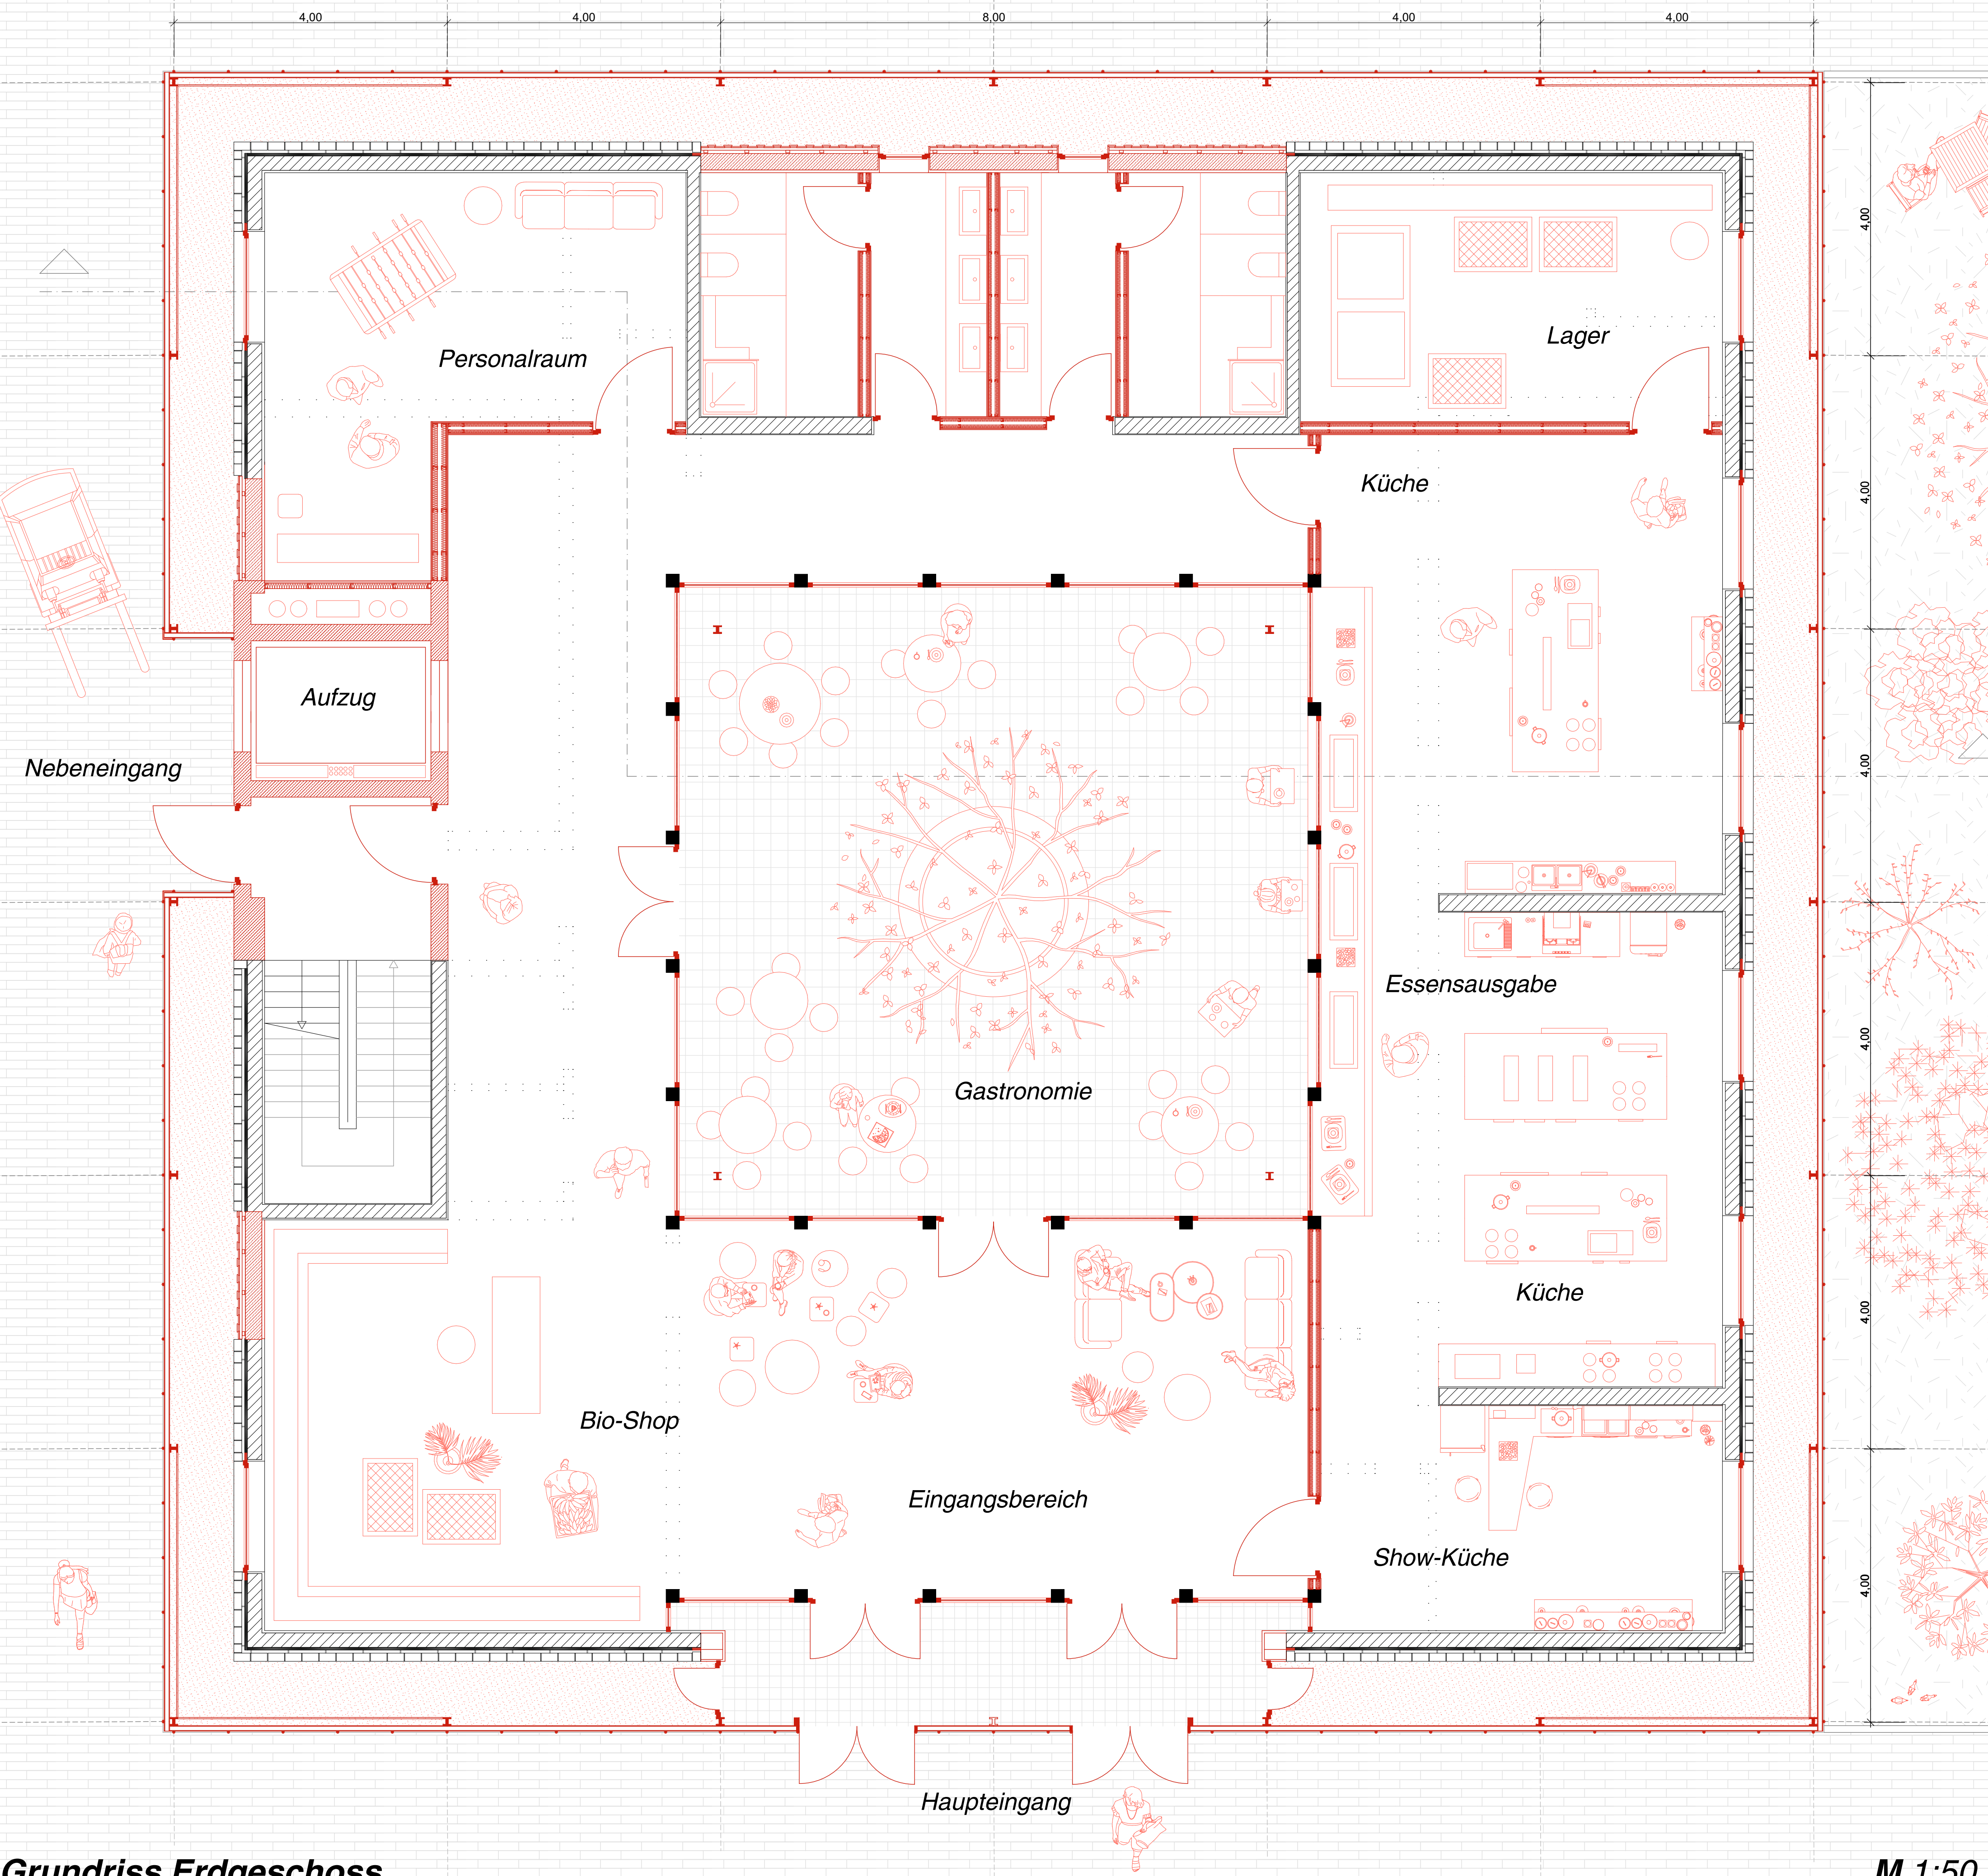 4,00 4,00 8,00 4,00 4,00
4,00
Lager
Personalraum
Küche
4,00
Aufzug
Nebeneingang
4,00
Essensausgabe
4,00
Gastronomie
Küche
4,00
Bio-Shop
Eingangsbereich
Show-Küche
4,00
Haupteingang
Grundriss Erdgeschoss M 1:50